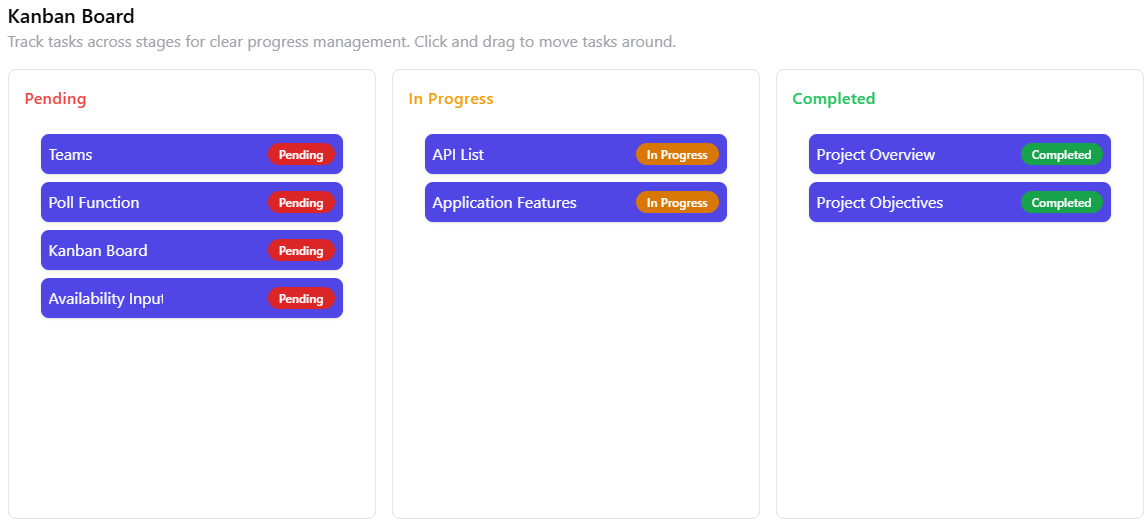 Kanban Board
Track tasks across stages for clear progress management. Click and drag to move tasks around.
Pending
Teams Pending
Poll Function Pending
Kanban Board Pending
Availability Input Pending
In Progress
API List In Progress
Application Features In Progress
Completed
Project Overview Completed
Project Objectives Completed